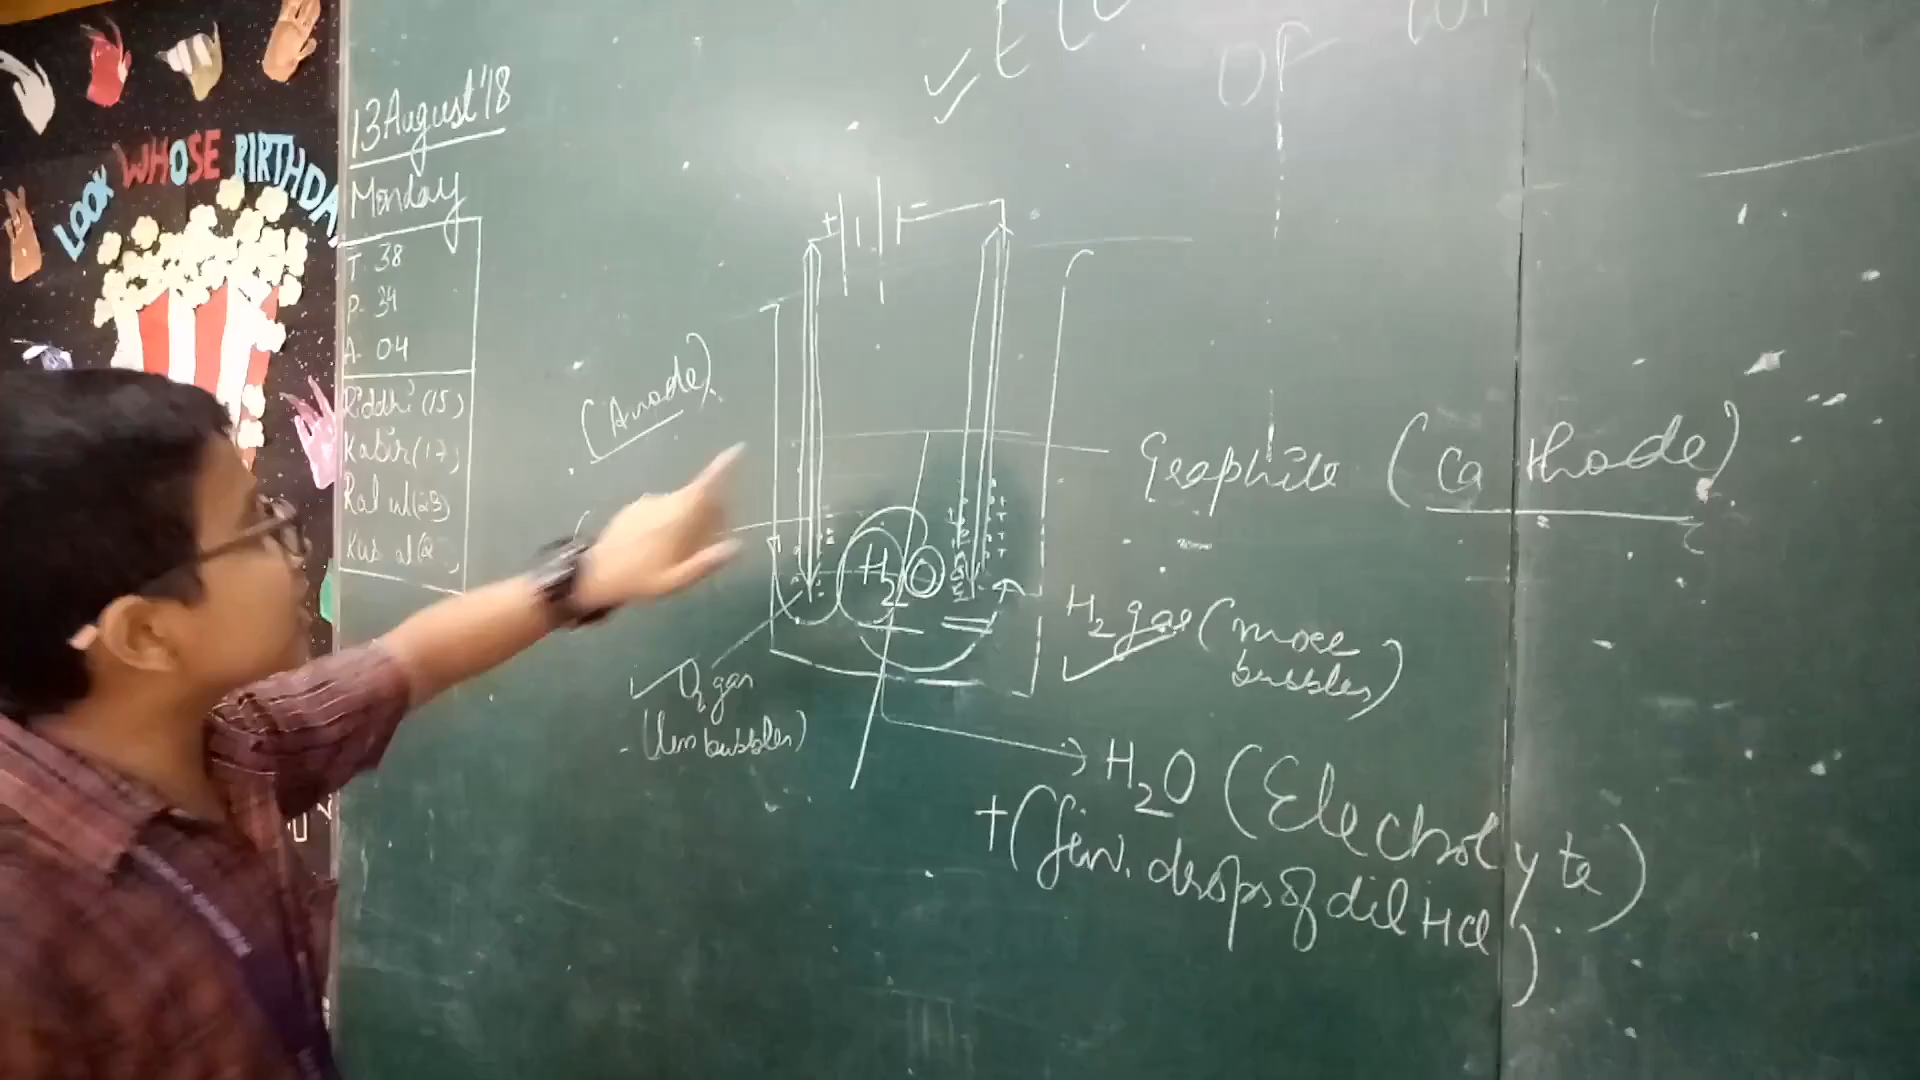 LOOK WHOSE BIRTHDA
13 August '18
Monday
T. 38
P. 34
A. 04
Riddhi (15)
Kabir (17)
OF
+
-
(Anode)
Graphite (Cathode)
H2O
H2 gas (more
bubbles)
O2 gas
(less bubbles)
H2O (Electrolyte)
+ (few. drops of dil HCl)